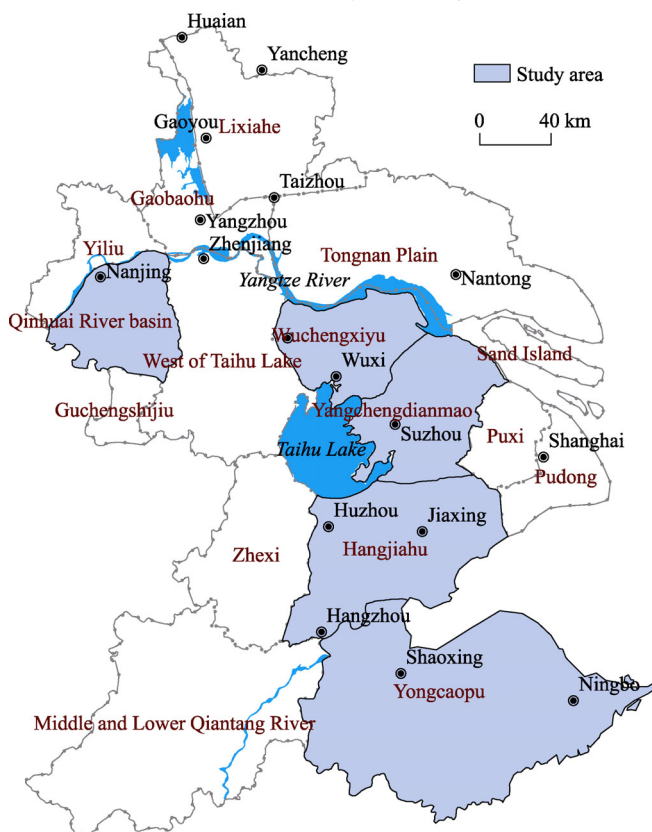 Huaian
Yancheng
Study area
0 40 km
Gaoyou
Lixiahe
Taizhou
Gaobaohu
Yangzhou
Yiliu
Zhenjiang
Tongnan Plain
Nanjing
Yangtze River
Nantong
Qinhuai River basin
Wuchengxiyu
West of Taihu Lake
Wuxi
Sand Island
Guchengshijiu
Yangchengdianmao
Suzhou
Puxi
Shanghai
Taihu Lake
Pudong
Huzhou
Jiaxing
Zhexi
Hangjiahu
Hangzhou
Shaoxing
Yongcaopu
Ningbo
Middle and Lower Qiantang River